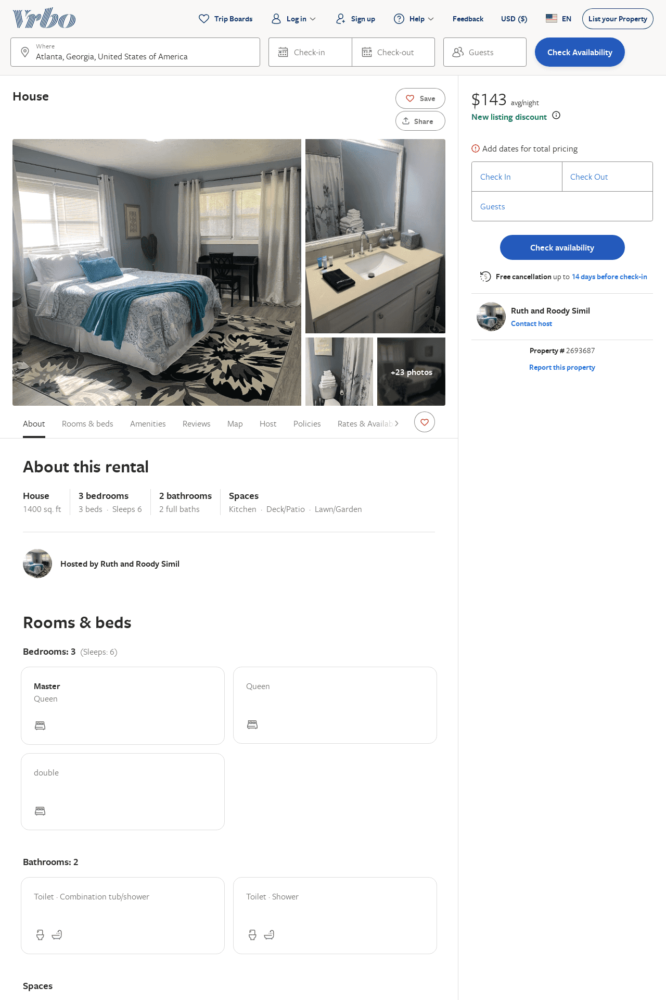 Vrbo
Trip Boards
Log in
Sign up
Help
Feedback
USD ($)
EN
List your Property
Where
Atlanta, Georgia, United States of America
Check-in
Check-out
Guests
Check Availability
House
Save
Share
+23 photos
$143 avg/night
New listing discount
Add dates for total pricing
Check In
Check Out
Guests
Check availability
Free cancellation up to 14 days before check-in
Ruth and Roody Simil
Contact host
Property # 2693687
Report this property
About
Rooms & beds
Amenities
Reviews
Map
Host
Policies
Rates & Availab
About this rental
House
1400 sq. ft
3 bedrooms
3 beds · Sleeps 6
2 bathrooms
2 full baths
Spaces
Kitchen · Deck/Patio · Lawn/Garden
Hosted by Ruth and Roody Simil
Rooms & beds
Bedrooms: 3 (Sleeps: 6)
Master
Queen
Queen
double
Bathrooms: 2
Toilet · Combination tub/shower
Toilet · Shower
Spaces